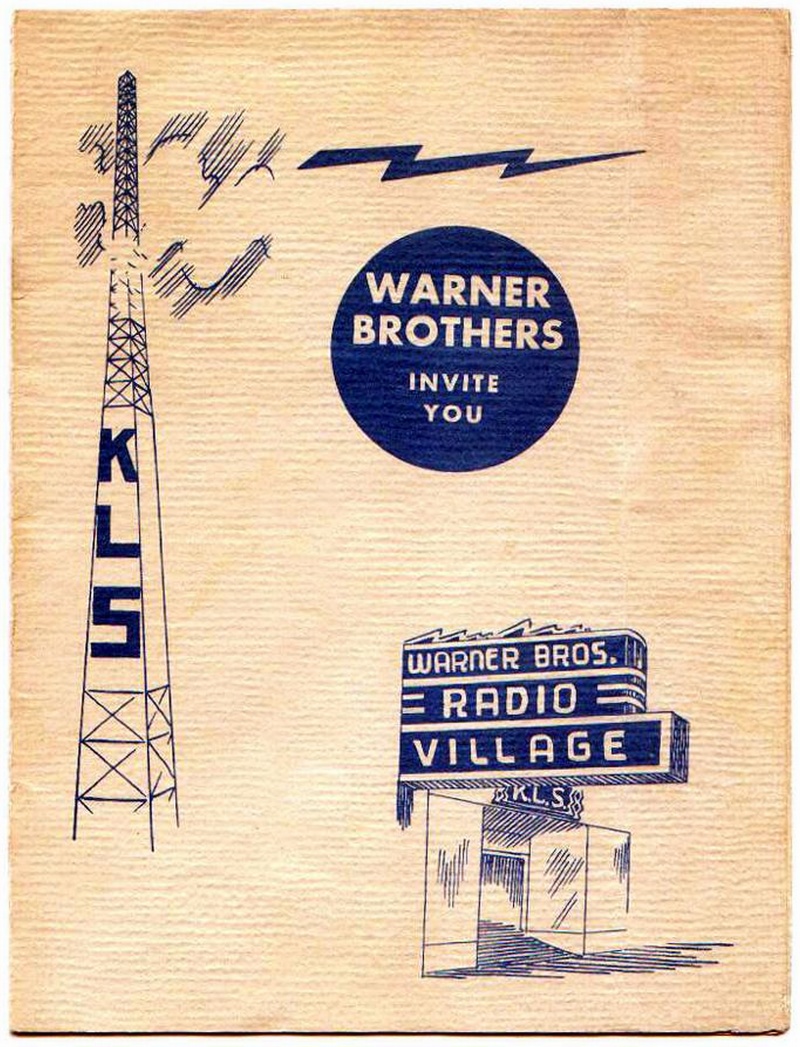 WARNER
BROTHERS
INVITE
YOU
K
L
S
WARNER BROS.
RADIO
VILLAGE
K.L.S.